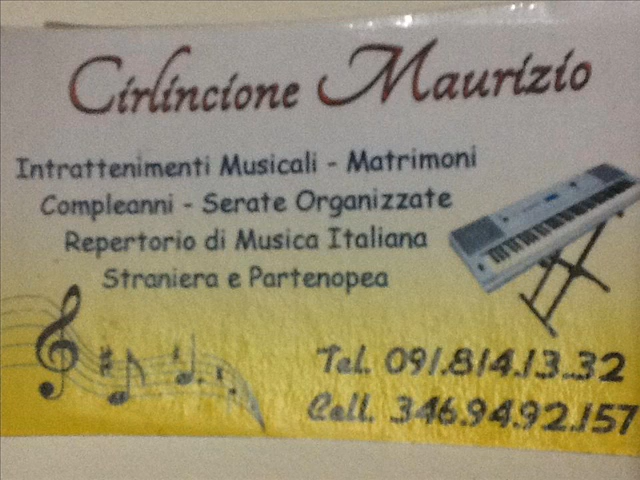 Cirlincione Maurizio
Intrattenimenti Musicali - Matrimoni
Compleanni - Serate Organizzate
Repertorio di Musica Italiana
Straniera e Partenopea
Tel. 091.814.13.32
Cell. 346.94.92.157